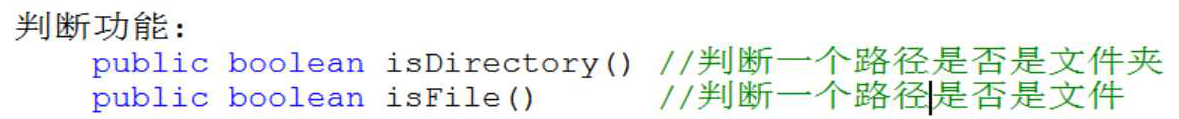 判断功能:
public boolean isDirectory() //判断一个路径是否是文件夹
public boolean isFile() //判断一个路径是否是文件